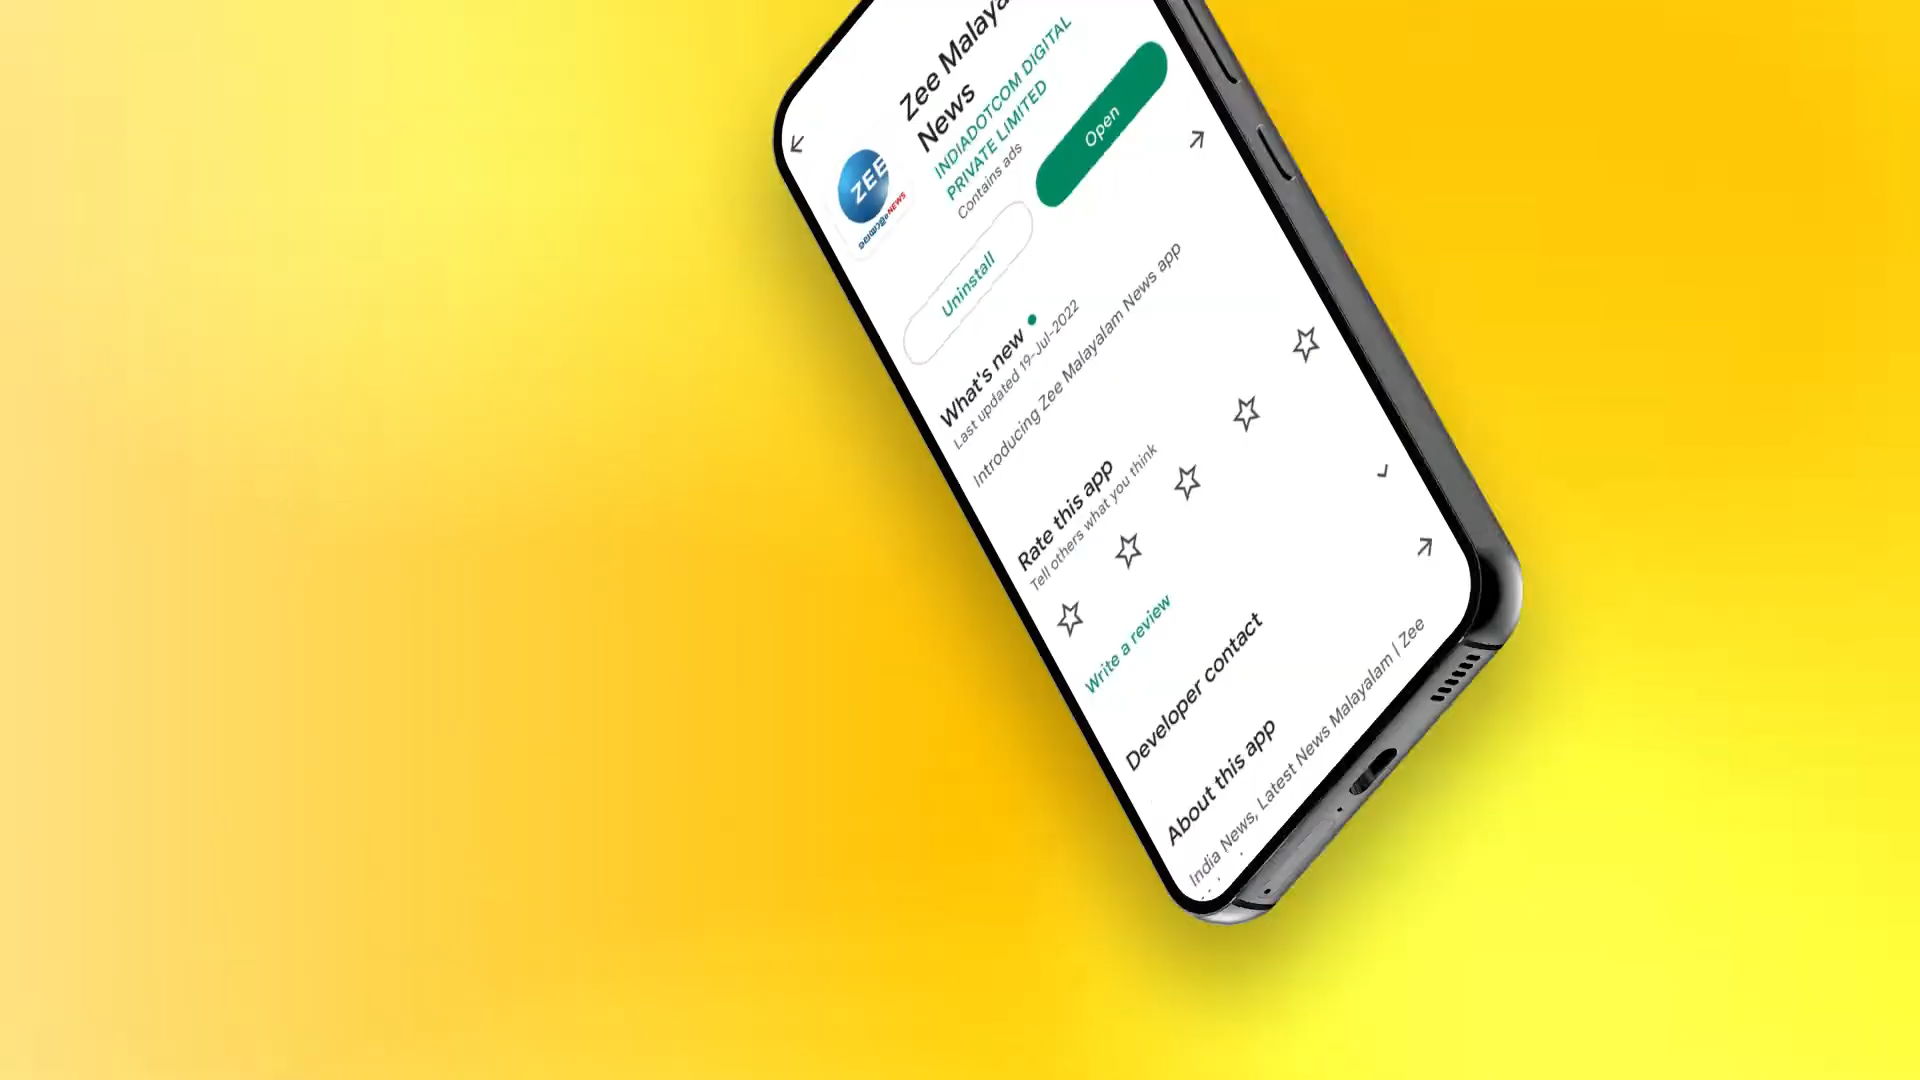 Zee Malaya
News
INDIADOTCOM DIGITAL
PRIVATE LIMITED
Contains ads
ZEE
മലയാളം NEWS
Uninstall
Open
What's new
Last updated 19-Jul-2022
Introducing Zee Malayalam News app
Rate this app
Tell others what you think
Write a review
Developer contact
About this app
India News, Latest News Malayalam | Zee